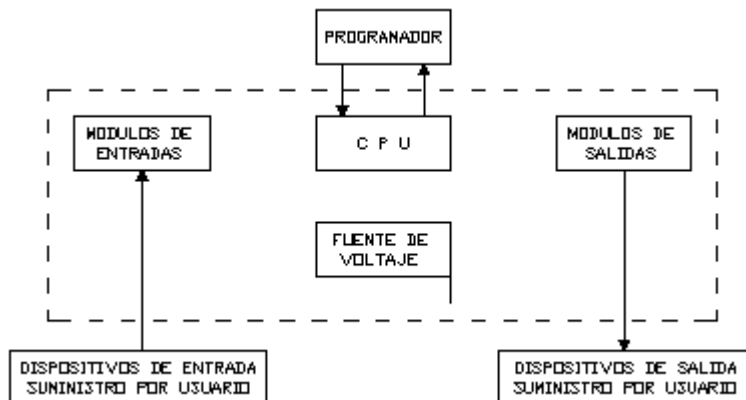 PROGRANADOR
MODULOS DE
ENTRADAS
C P U
MODULOS DE
SALIDAS
FUENTE DE
VOLTAJE
DISPOSITIVOS DE ENTRADA
SUMINISTRO POR USUARIO
DISPOSITIVOS DE SALIDA
SUMINISTRO POR USUARIO